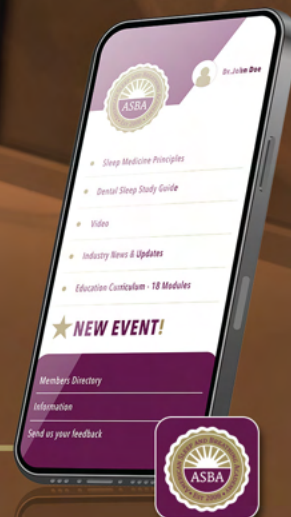 ASBA
Dr. John Doe
Sleep Medicine Principles
Dental Sleep Study Guide
Video
Industry News & Updates
Education Curriculum - 18 Modules
NEW EVENT!
Members Directory
Information
Send us your feedback
ASBA